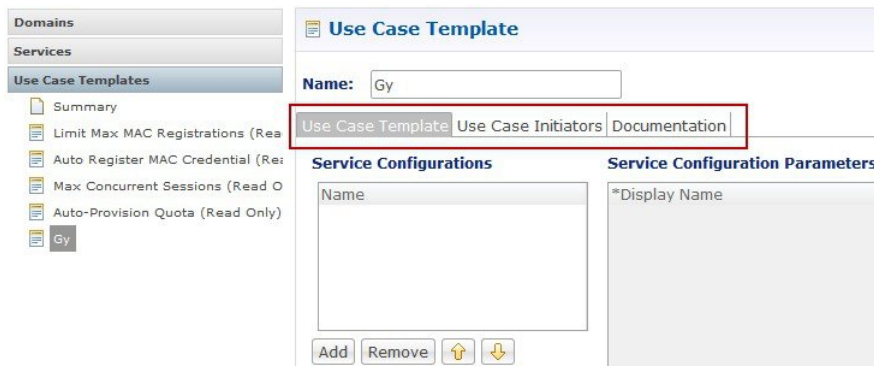 Domains
Services
Use Case Templates
Summary
Limit Max MAC Registrations (Rea
Auto Register MAC Credential (Rea
Max Concurrent Sessions (Read O
Auto-Provision Quota (Read Only)
Gy
Use Case Template
Name: Gy
Use Case Template Use Case Initiators Documentation
Service Configurations
Name
Add Remove
Service Configuration Parameters
*Display Name